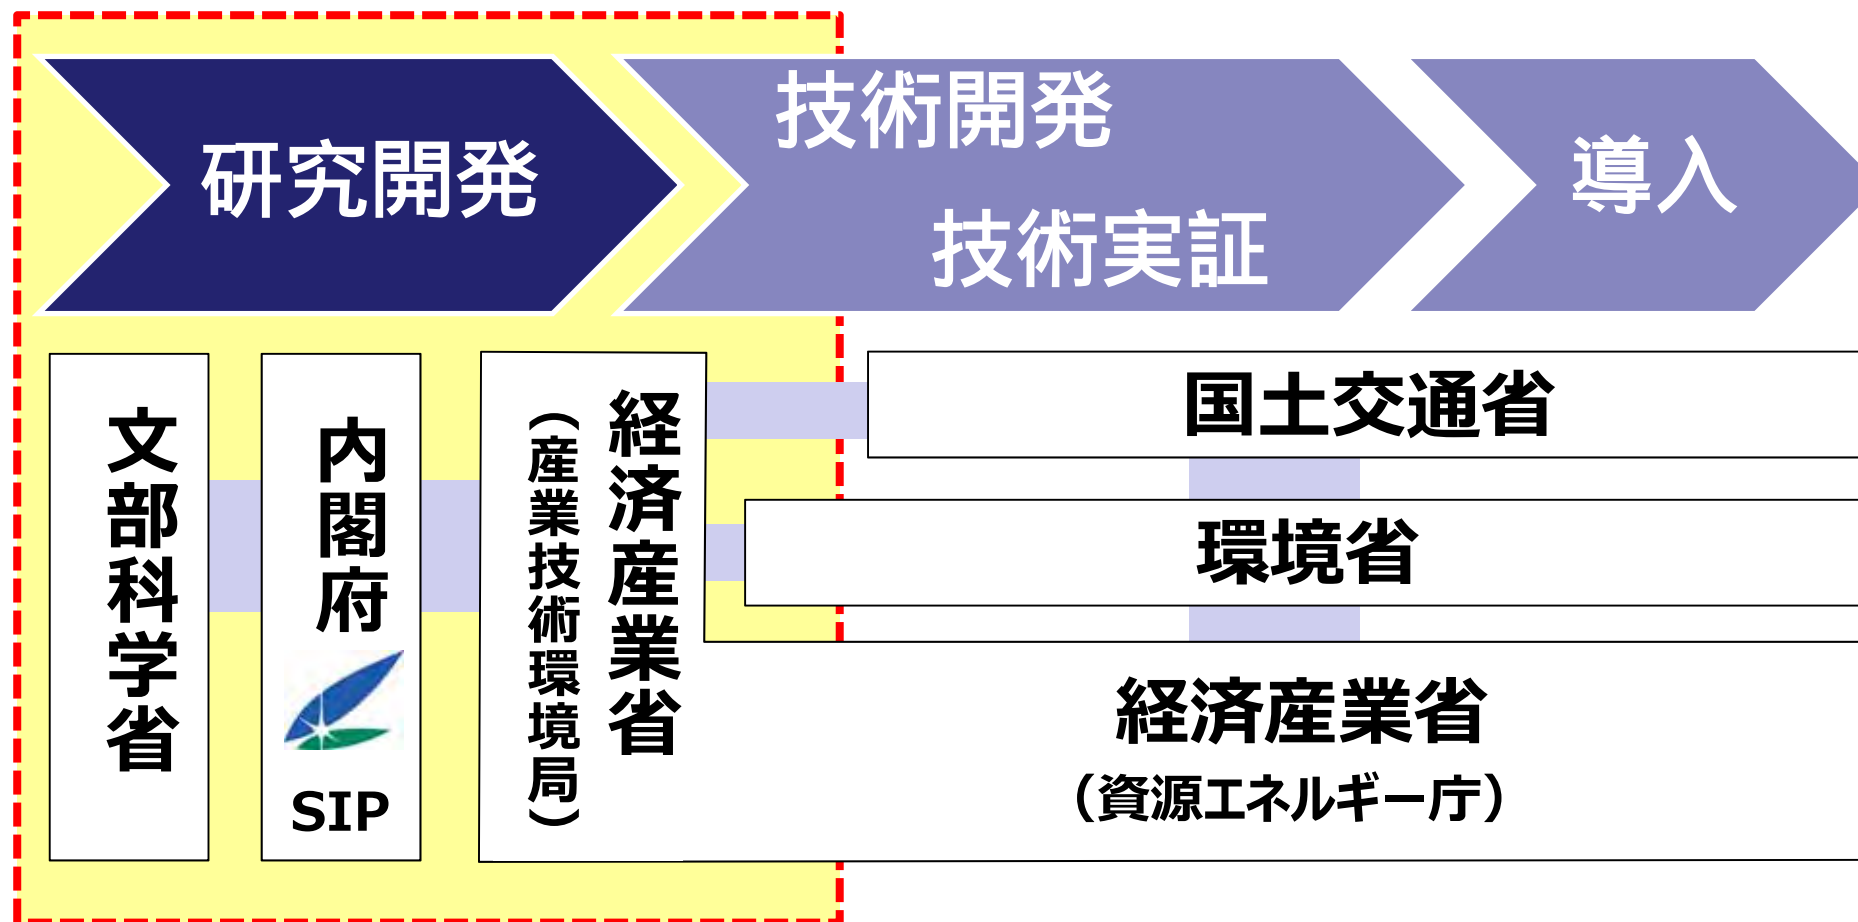 研究開発
技術開発
技術実証
導入
文部科学省
内閣府
SIP
経済産業省
（産業技術環境局）
国土交通省
環境省
経済産業省
（資源エネルギー庁）